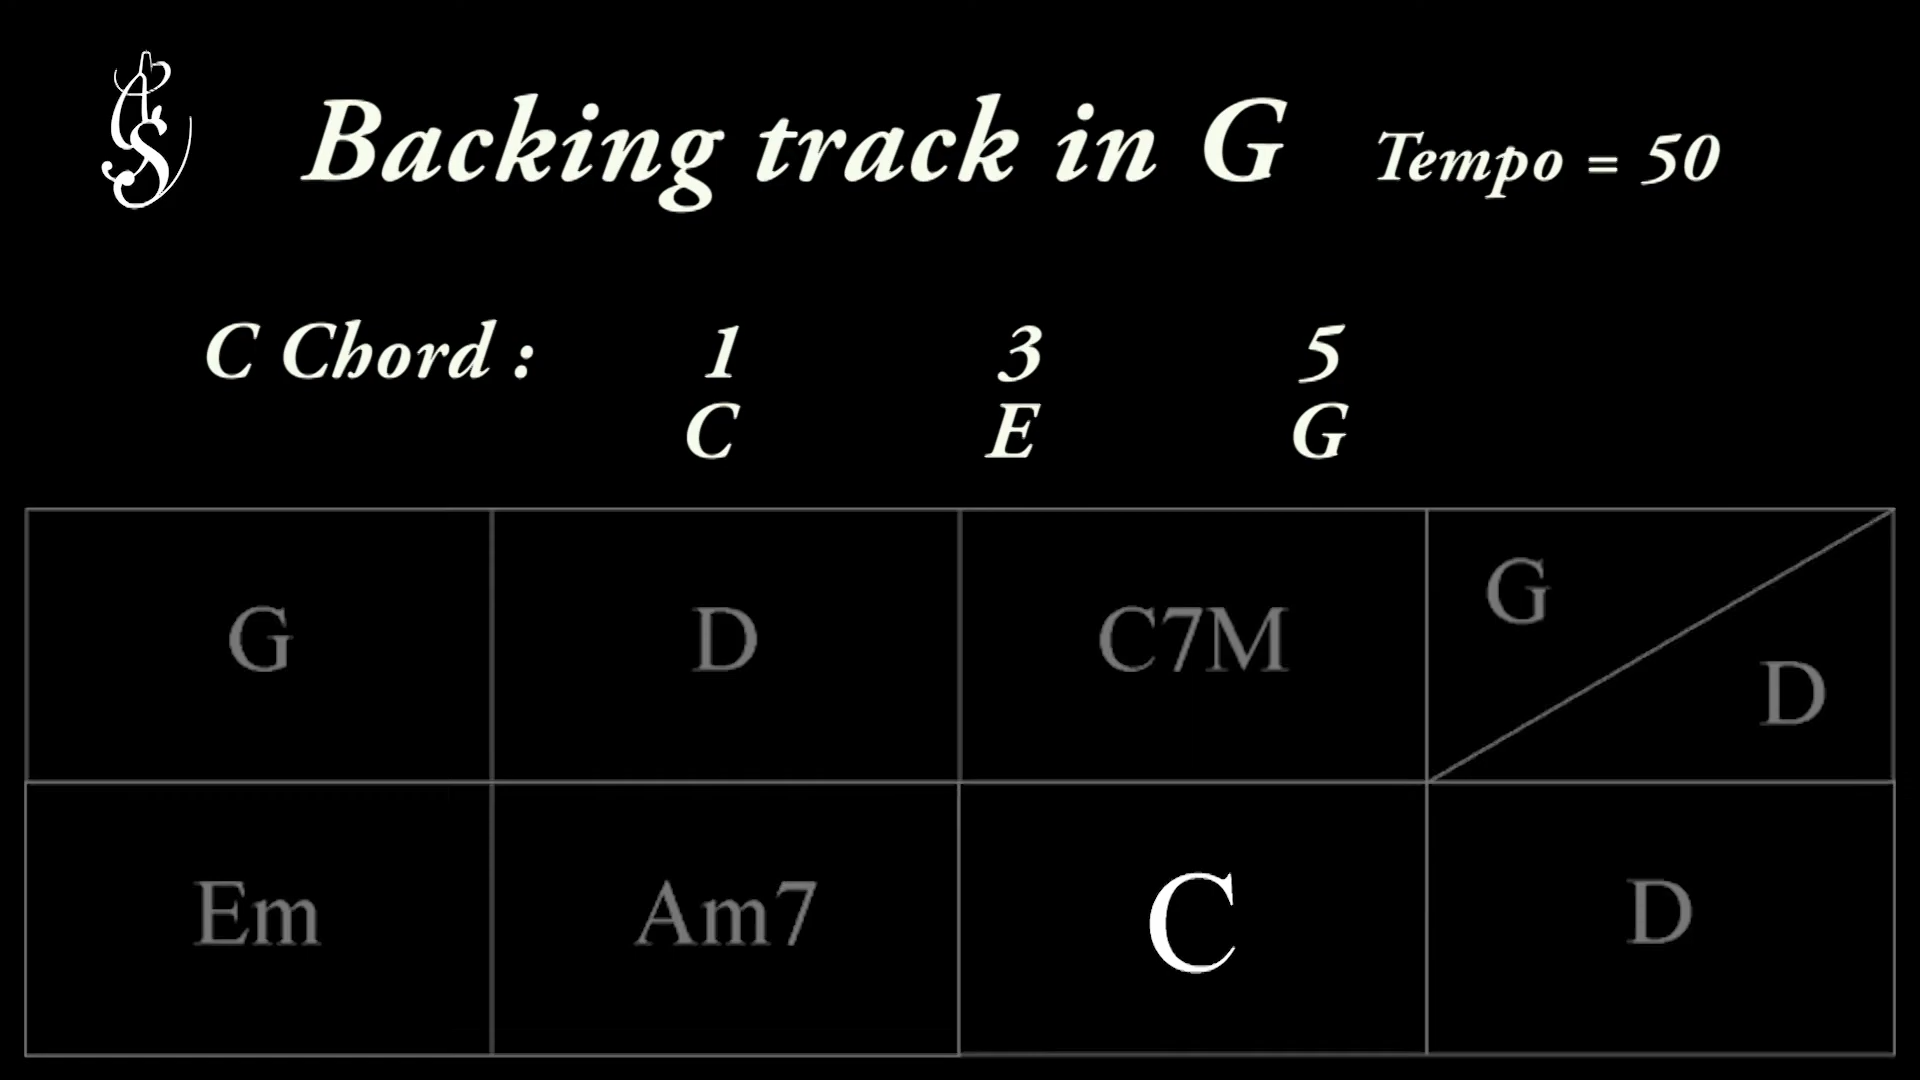 Backing track in G Tempo = 50
C Chord : 1 3 5
C E G
G D C7M G D
Em Am7 C D